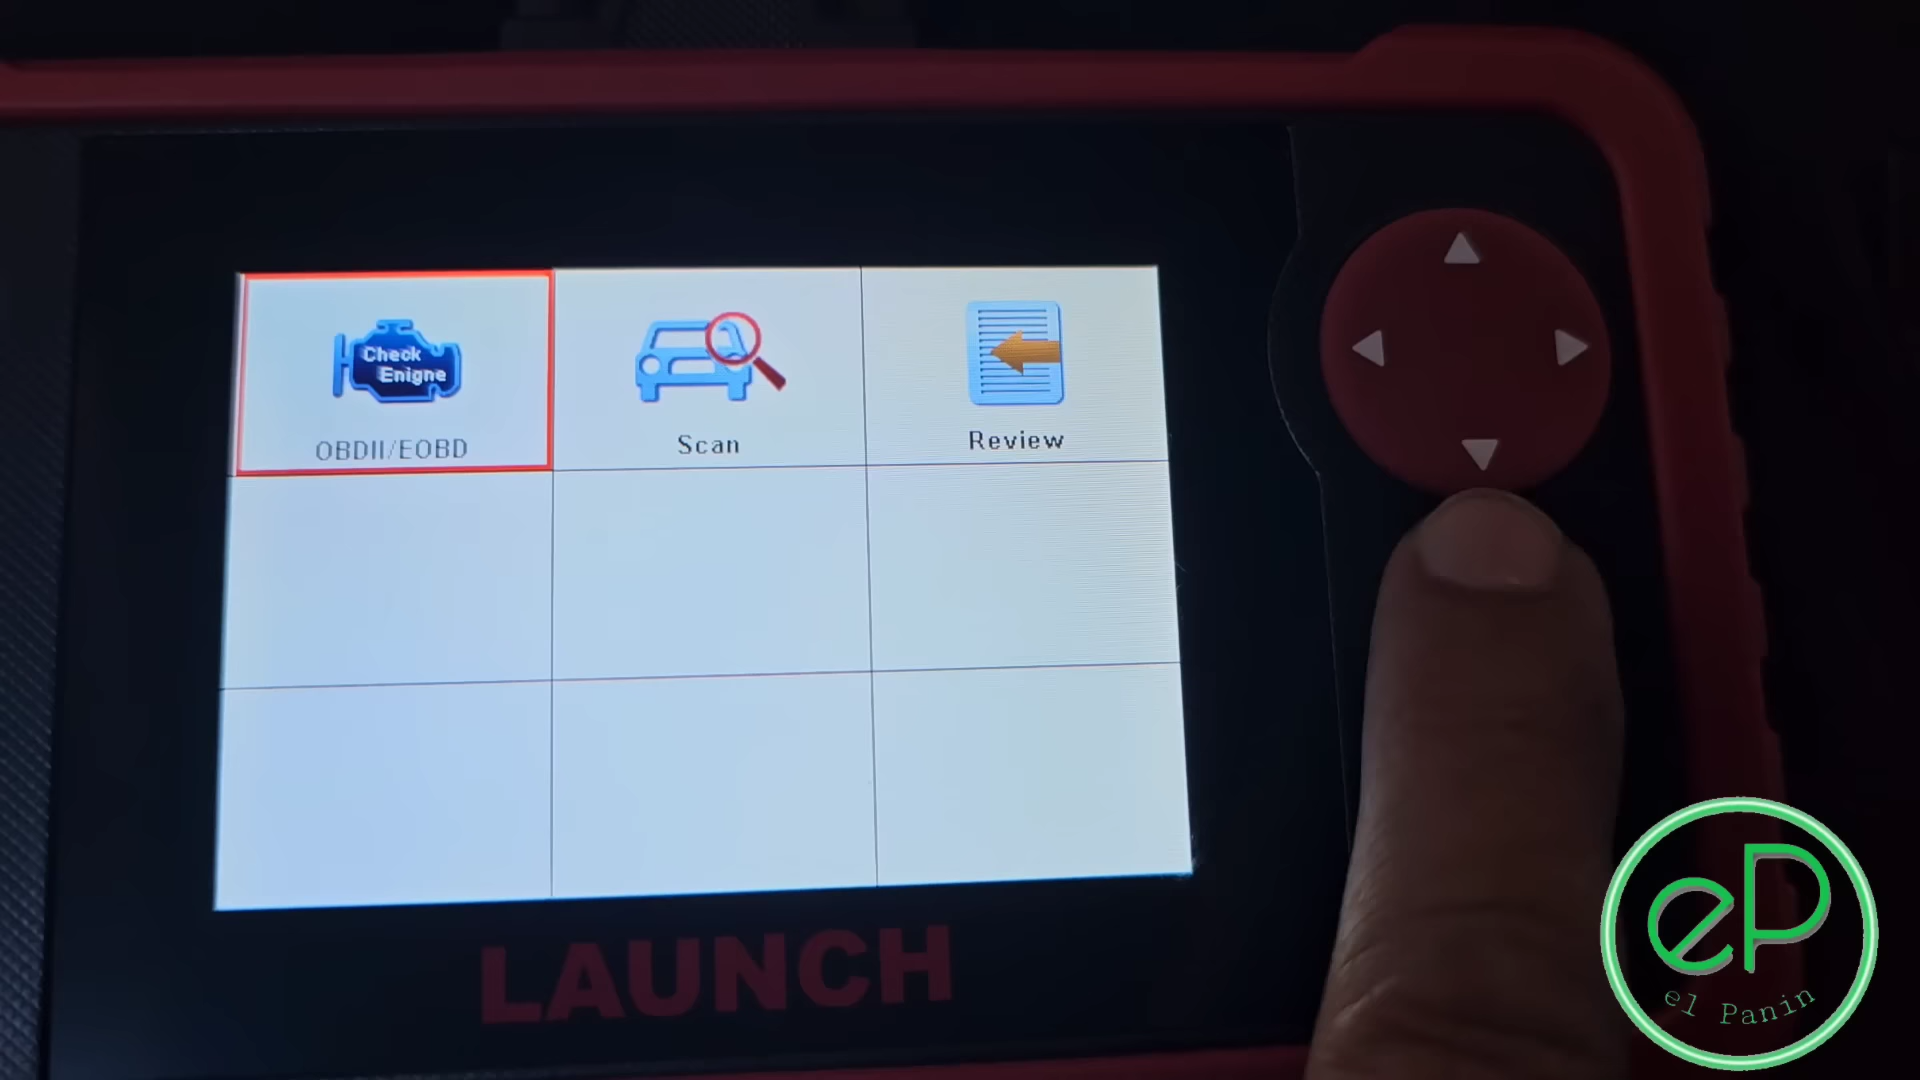 Check
Enigne
OBDII/EOBD
Scan
Review
LAUNCH
eP
el Panin